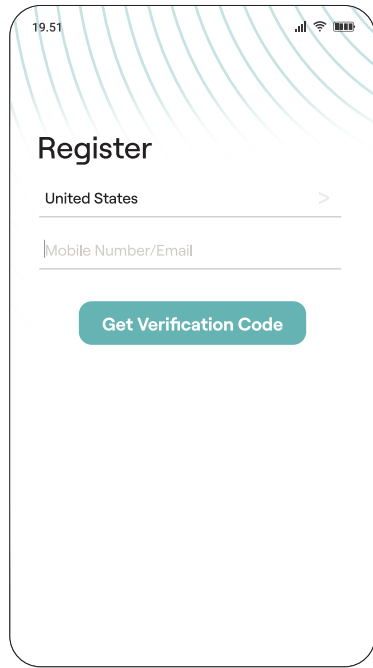 19.51
Register
United States >
Mobile Number/Email
Get Verification Code